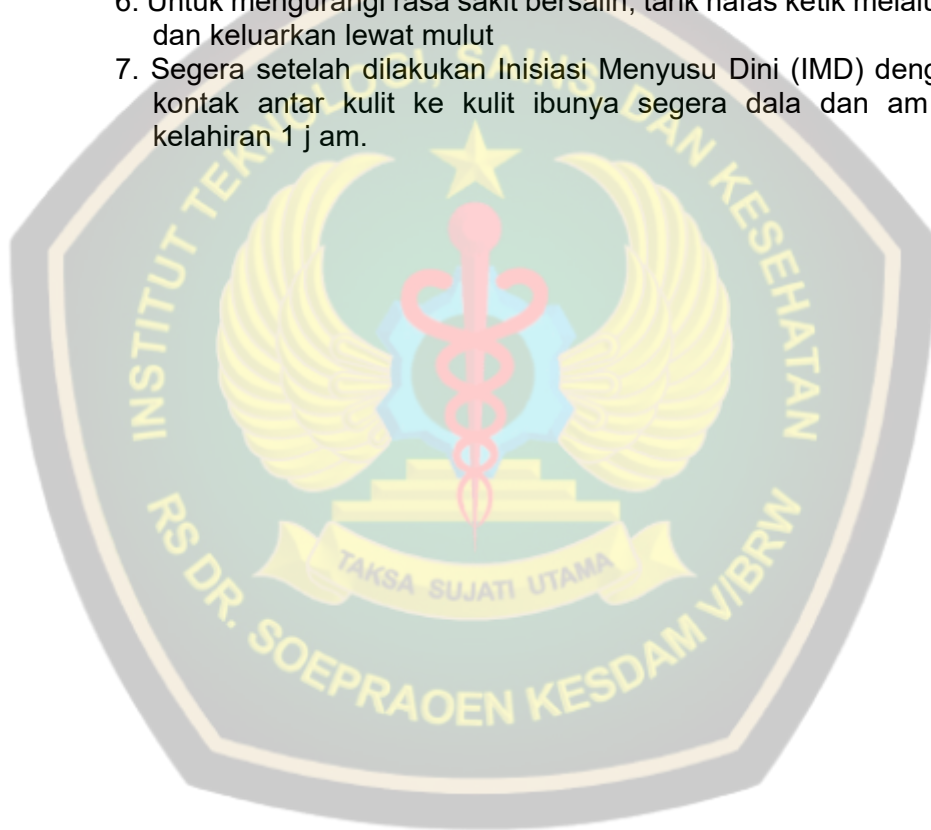 6. Untuk mengurangi rasa sakit bersalin, tarik nafas ketik melalu
dan keluarkan lewat mulut
7. Segera setelah dilakukan Inisiasi Menyusu Dini (IMD) deng
kontak antar kulit ke kulit ibunya segera dala dan am
kelahiran 1 j am.
INSTITUT TEKNOLOGI, SAINS, DAN KESEHATAN
TAKSA SUJATI UTAMA
RS DR. SOEPRAOEN KESDAM V/BRW